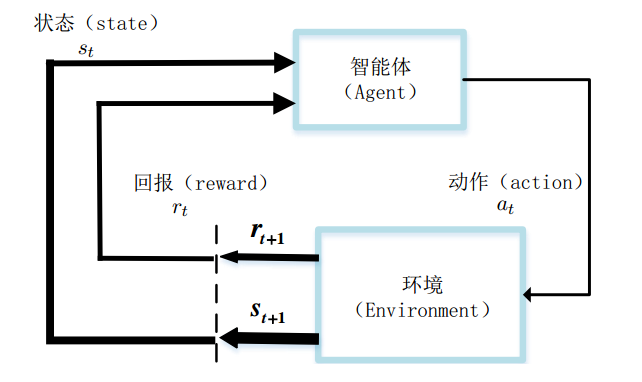 状态（state）
s_t
智能体
（Agent）
回报（reward）
r_t
动作（action）
a_t
r_{t+1}
环境
（Environment）
s_{t+1}